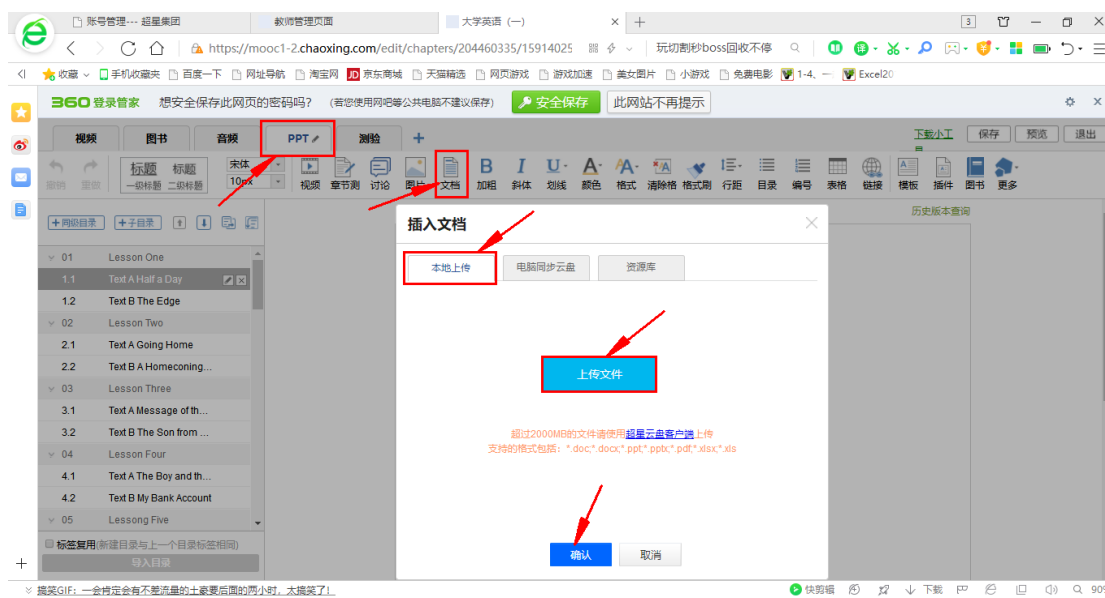 账号管理--- 超星集团
教师管理页面
大学英语（一）
3
https://mooc1-2.chaoxing.com/edit/chapters/204460335/15914025
玩切割秒boss回收不停
收藏 手机收藏夹 百度一下 网址导航 淘宝网 JD 京东商城 天猫精选 网页游戏 游戏加速 美女图片 小游戏 免费电影 1-4、一 Excel20
360登录管家 想安全保存此网页的密码吗？ (若您使用网吧等公共电脑不建议保存) 安全保存 此网站不再提示
视频 图书 音频 PPT 测验 下载小工 保存 预览 退出
标题 标题 宋体
撤销 重做 一级标题 二级标题 10px 视频 章节测 讨论 图片 文档 加粗 斜体 划线 颜色 格式 清除格 格式刷 行距 目录 编号 表格 链接 模板 插件 图书 更多
历史版本查询
+同级目录 +子目录
插入文档
本地上传 电脑同步云盘 资源库
01 Lesson One
1.1 Text A Half a Day
1.2 Text B The Edge
02 Lesson Two
2.1 Text A Going Home
2.2 Text B A Homeconing...
03 Lesson Three
3.1 Text A Message of th...
3.2 Text B The Son from ...
04 Lesson Four
4.1 Text A The Boy and th...
4.2 Text B My Bank Account
05 Lessong Five
上传文件
超过2000MB的文件请使用超星云盘客户端上传
支持的格式包括：*.doc;*.docx;*.ppt;*.pptx;*.pdf;*.xlsx;*.xls
确认 取消
标签复用(新建目录与上一个目录标签相同)
导入目录
搞笑GIF：一会肯定会有不差流量的土豪要后面的两小时，太搞笑了！
快剪辑 下载 90%